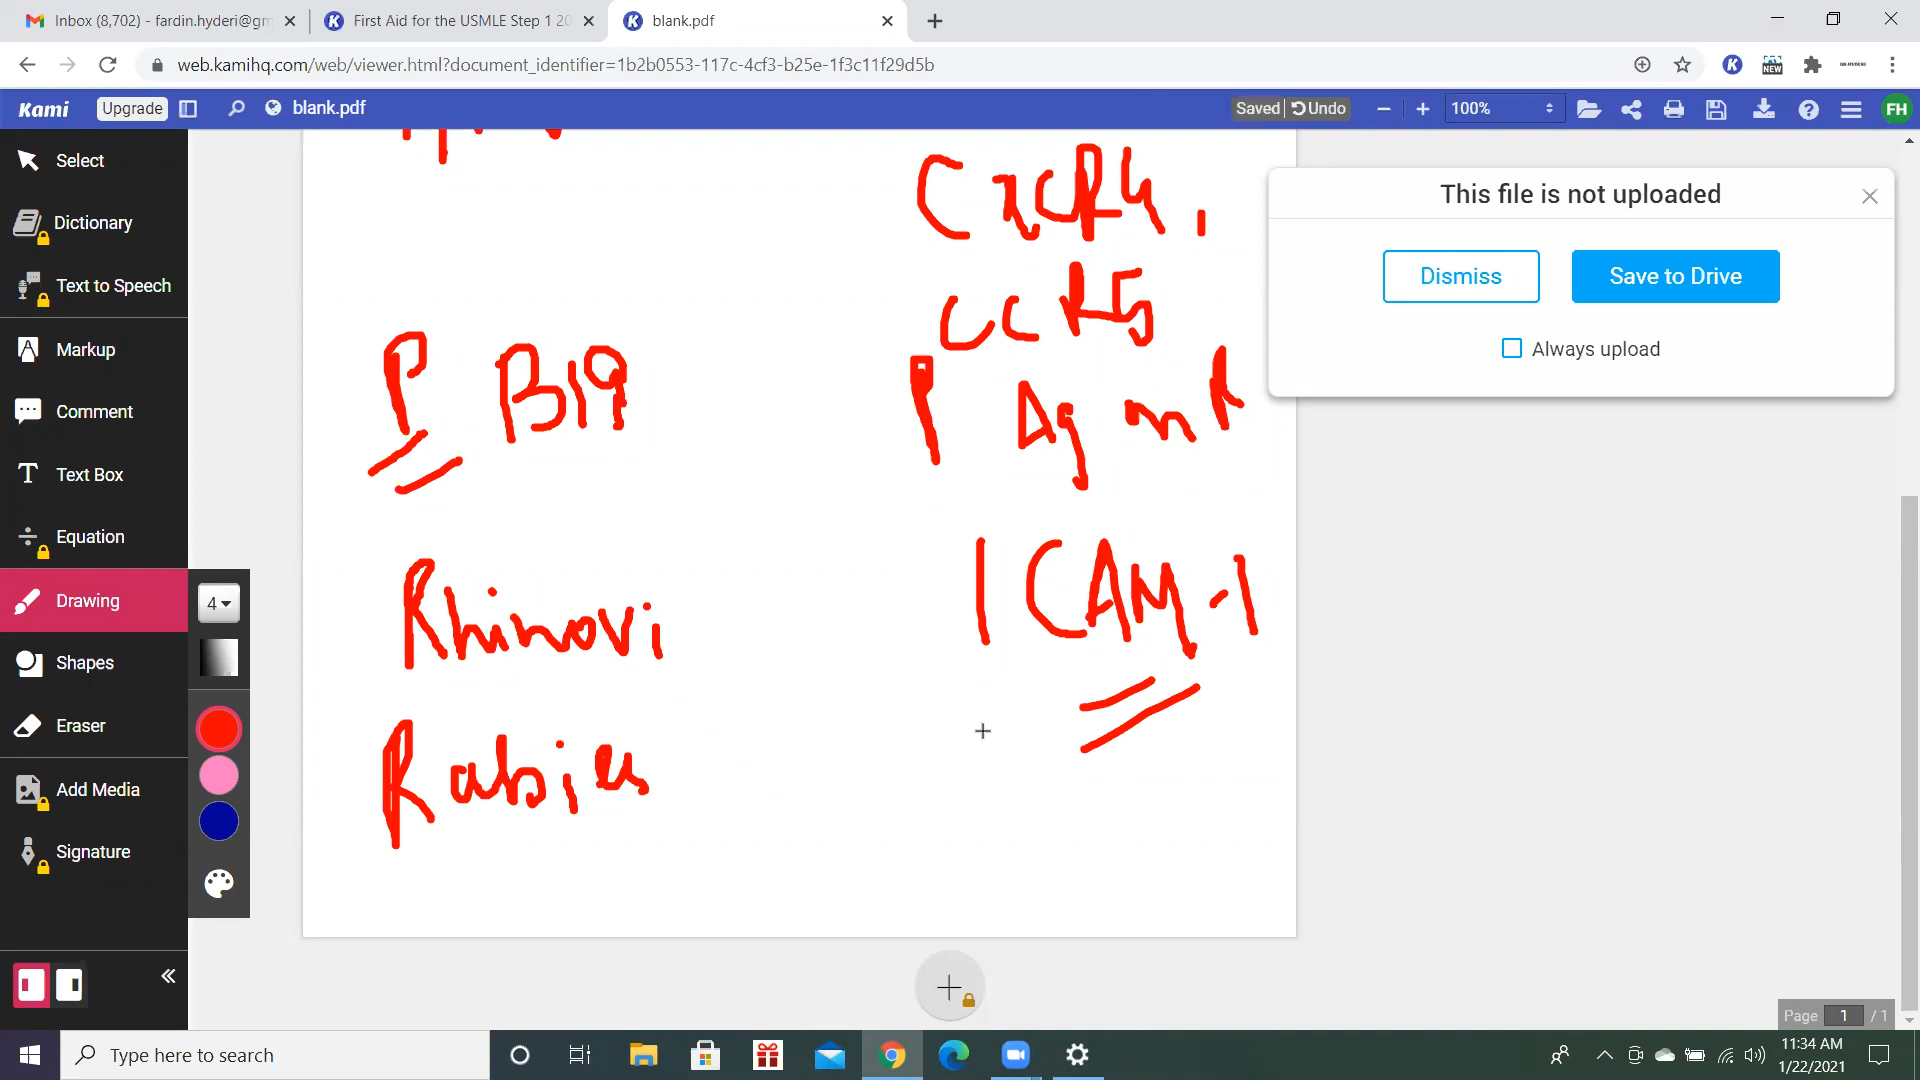 Inbox (8,702) - fardin.hyderi@gm
First Aid for the USMLE Step 1 20
blank.pdf
web.kamihq.com/web/viewer.html?document_identifier=1b2b0553-117c-4cf3-b25e-1f3c11f29d5b
NEW
Kami
Upgrade
blank.pdf
Saved
Undo
100%
FH
Select
Dictionary
Text to Speech
Markup
Comment
Text Box
Equation
Drawing
4
Shapes
Eraser
Add Media
Signature
CxCR4,
CCR5
P B19
P Ag on R
Rhinovi
ICAM-1
Rabies
This file is not uploaded
Dismiss
Save to Drive
Always upload
Page 1 / 1
Type here to search
11:34 AM
1/22/2021